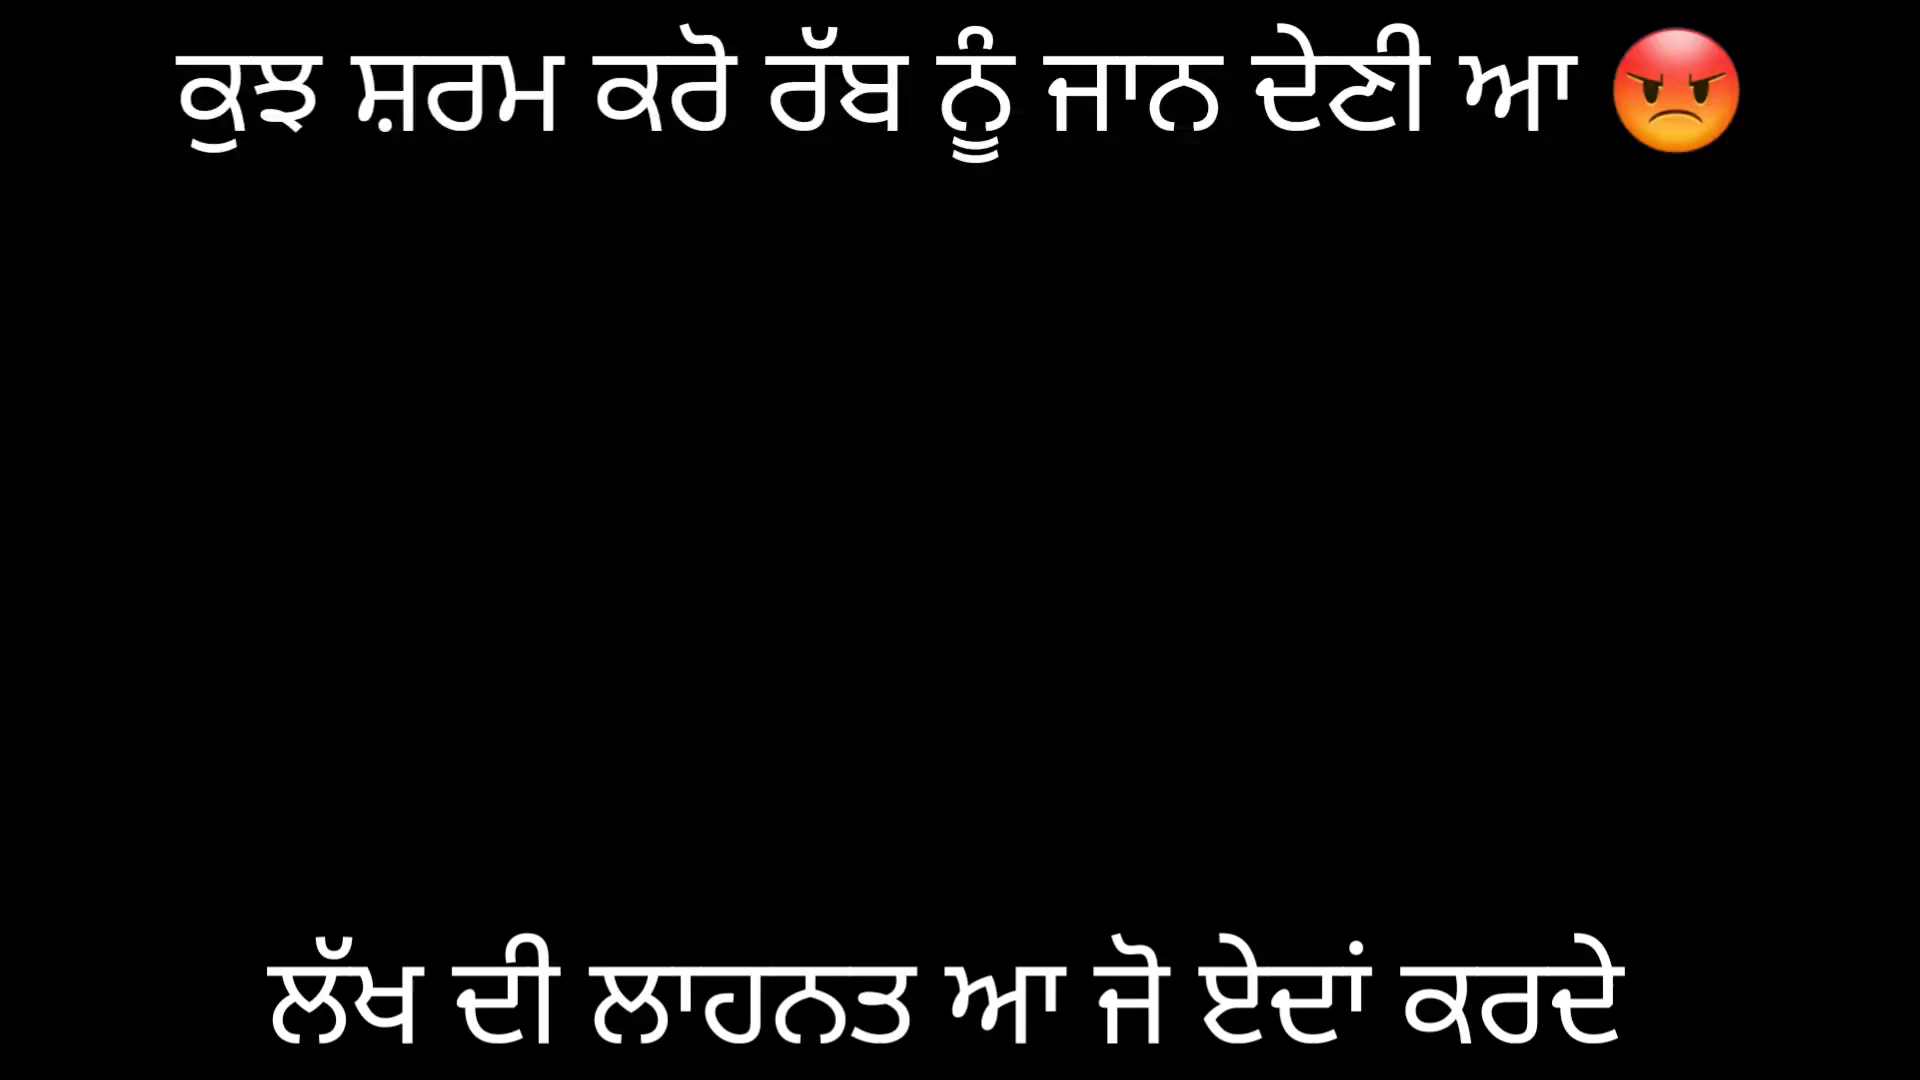 ਕੁਝ ਸ਼ਰਮ ਕਰੋ ਰੱਬ ਨੂੰ ਜਾਨ ਦੇਣੀ ਆ 😡
ਲੱਖ ਦੀ ਲਾਹਨਤ ਆ ਜੋ ਏਦਾਂ ਕਰਦੇ